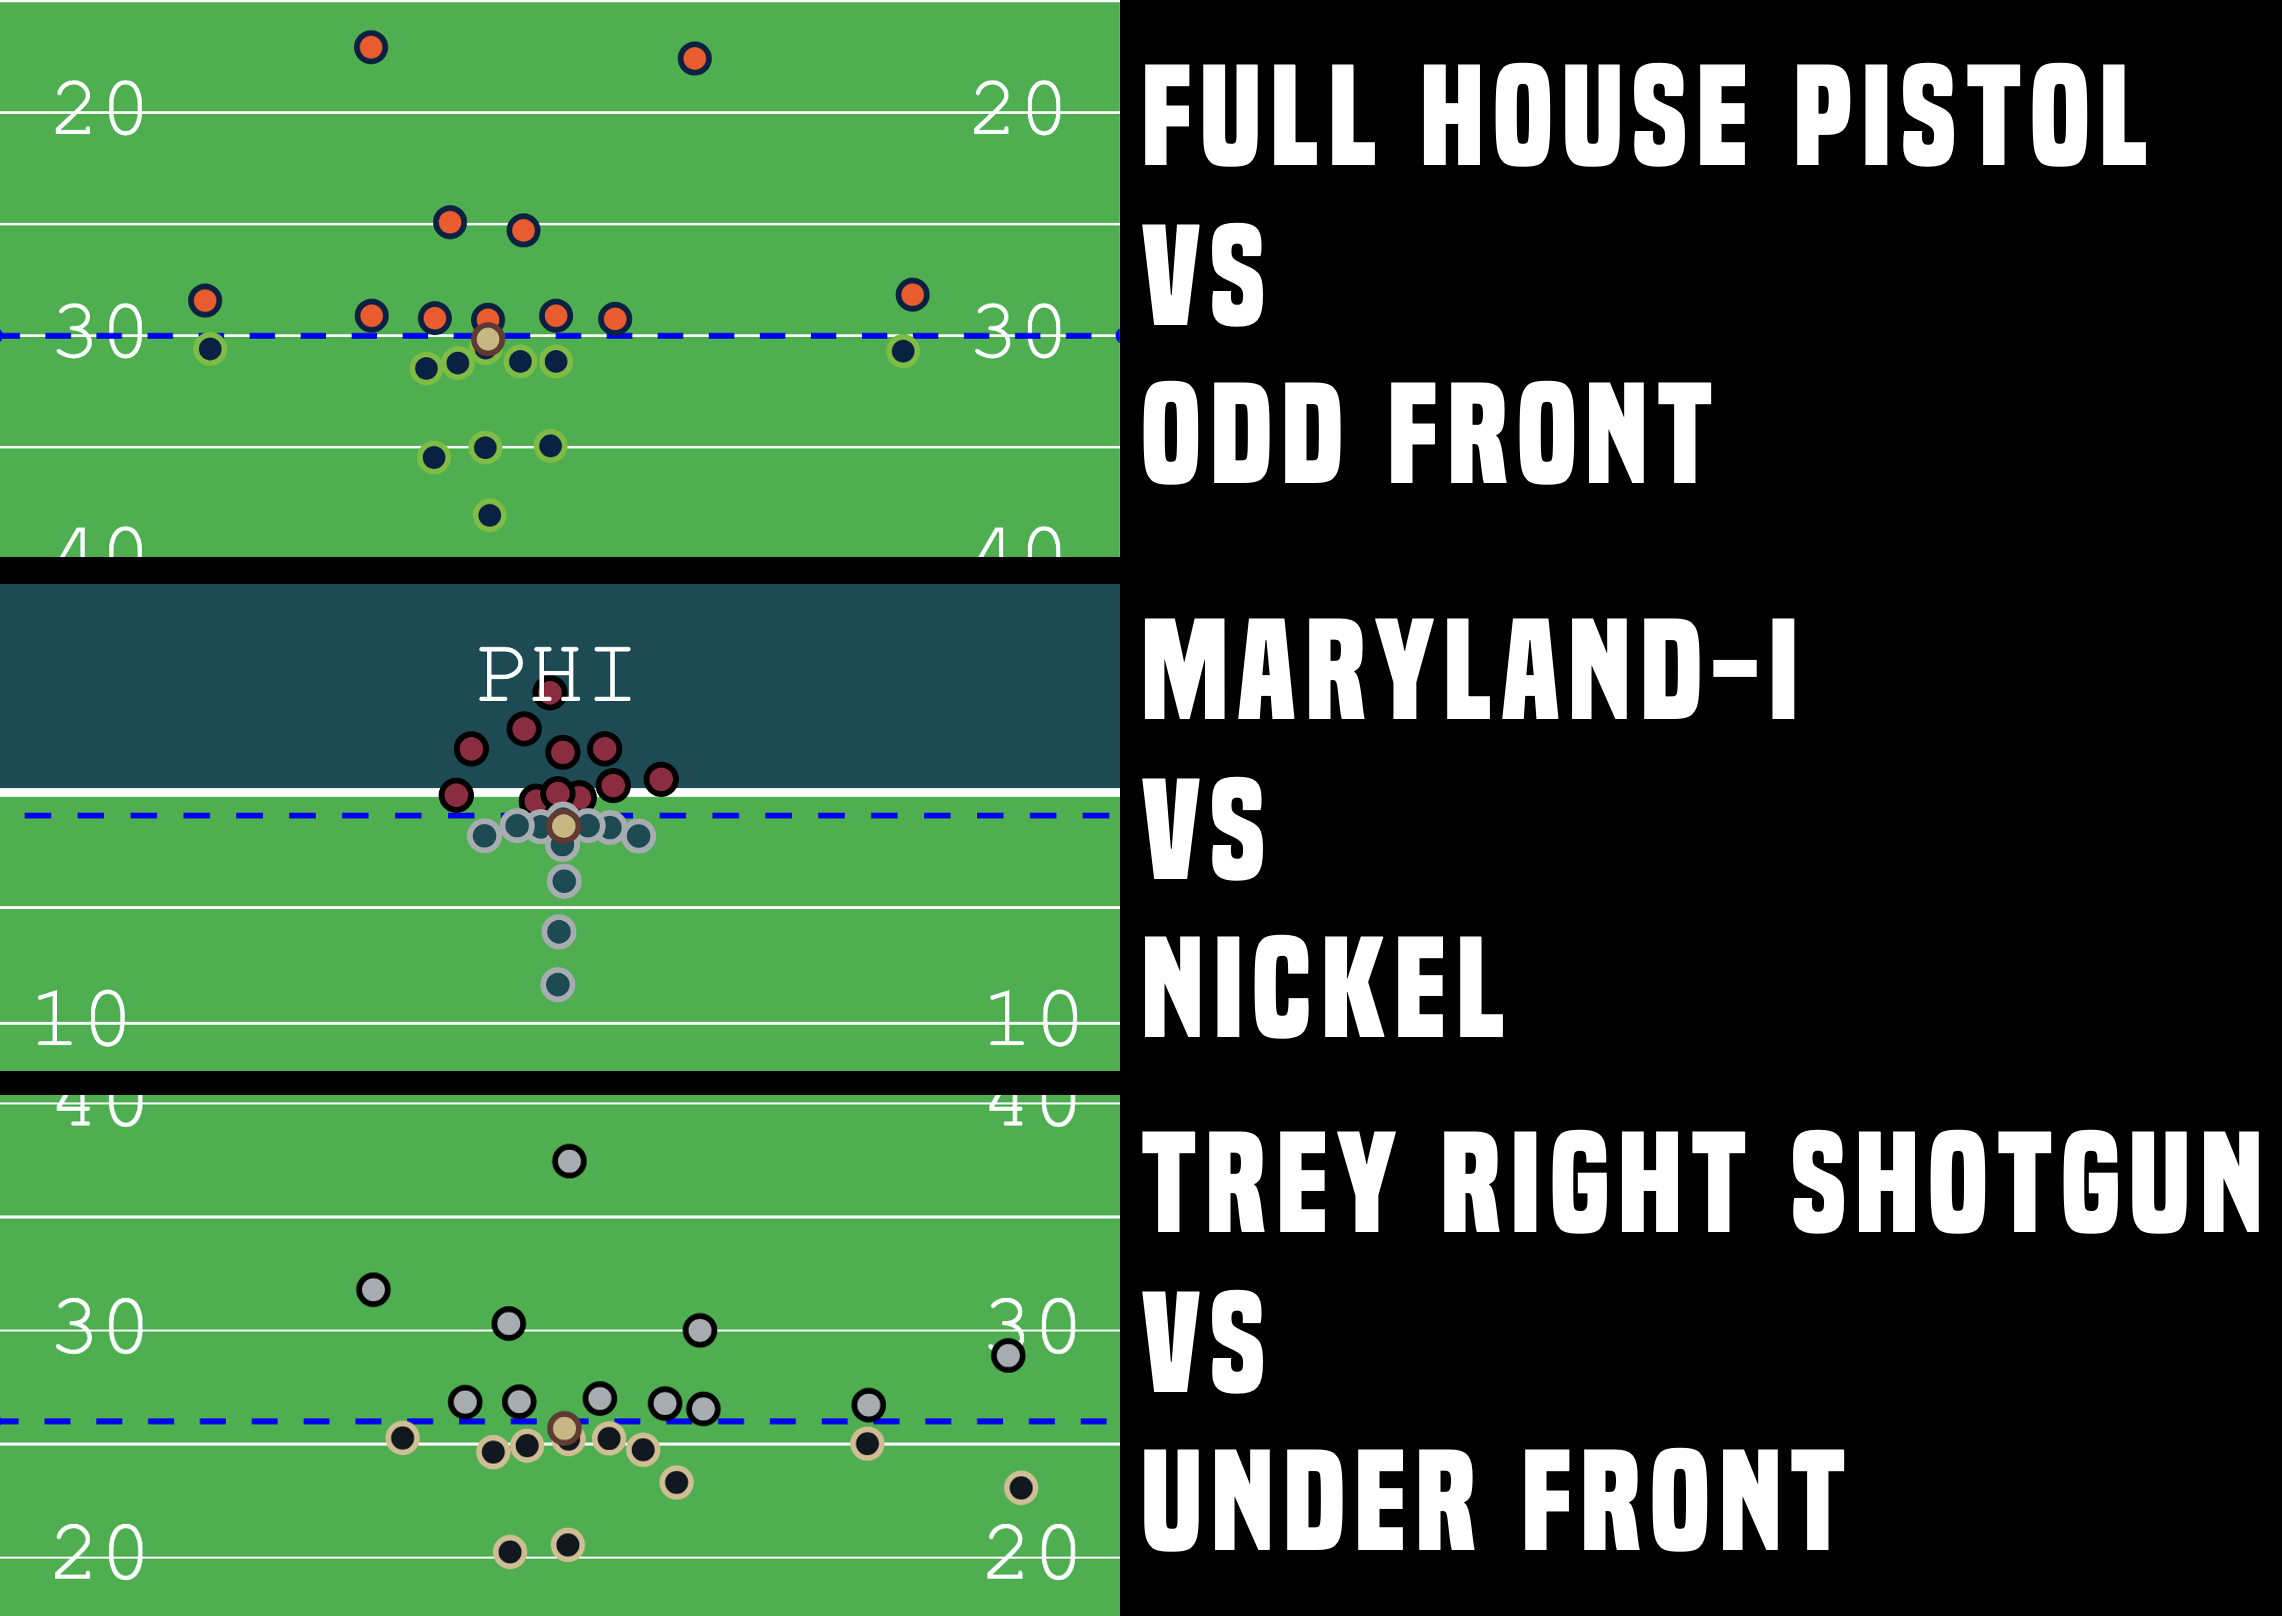 20 20
FULL HOUSE PISTOL
VS
30 30
ODD FRONT
40 40
PHI
MARYLAND-I
VS
NICKEL
10 10
40 40
TREY RIGHT SHOTGUN
VS
30 30
UNDER FRONT
20 20